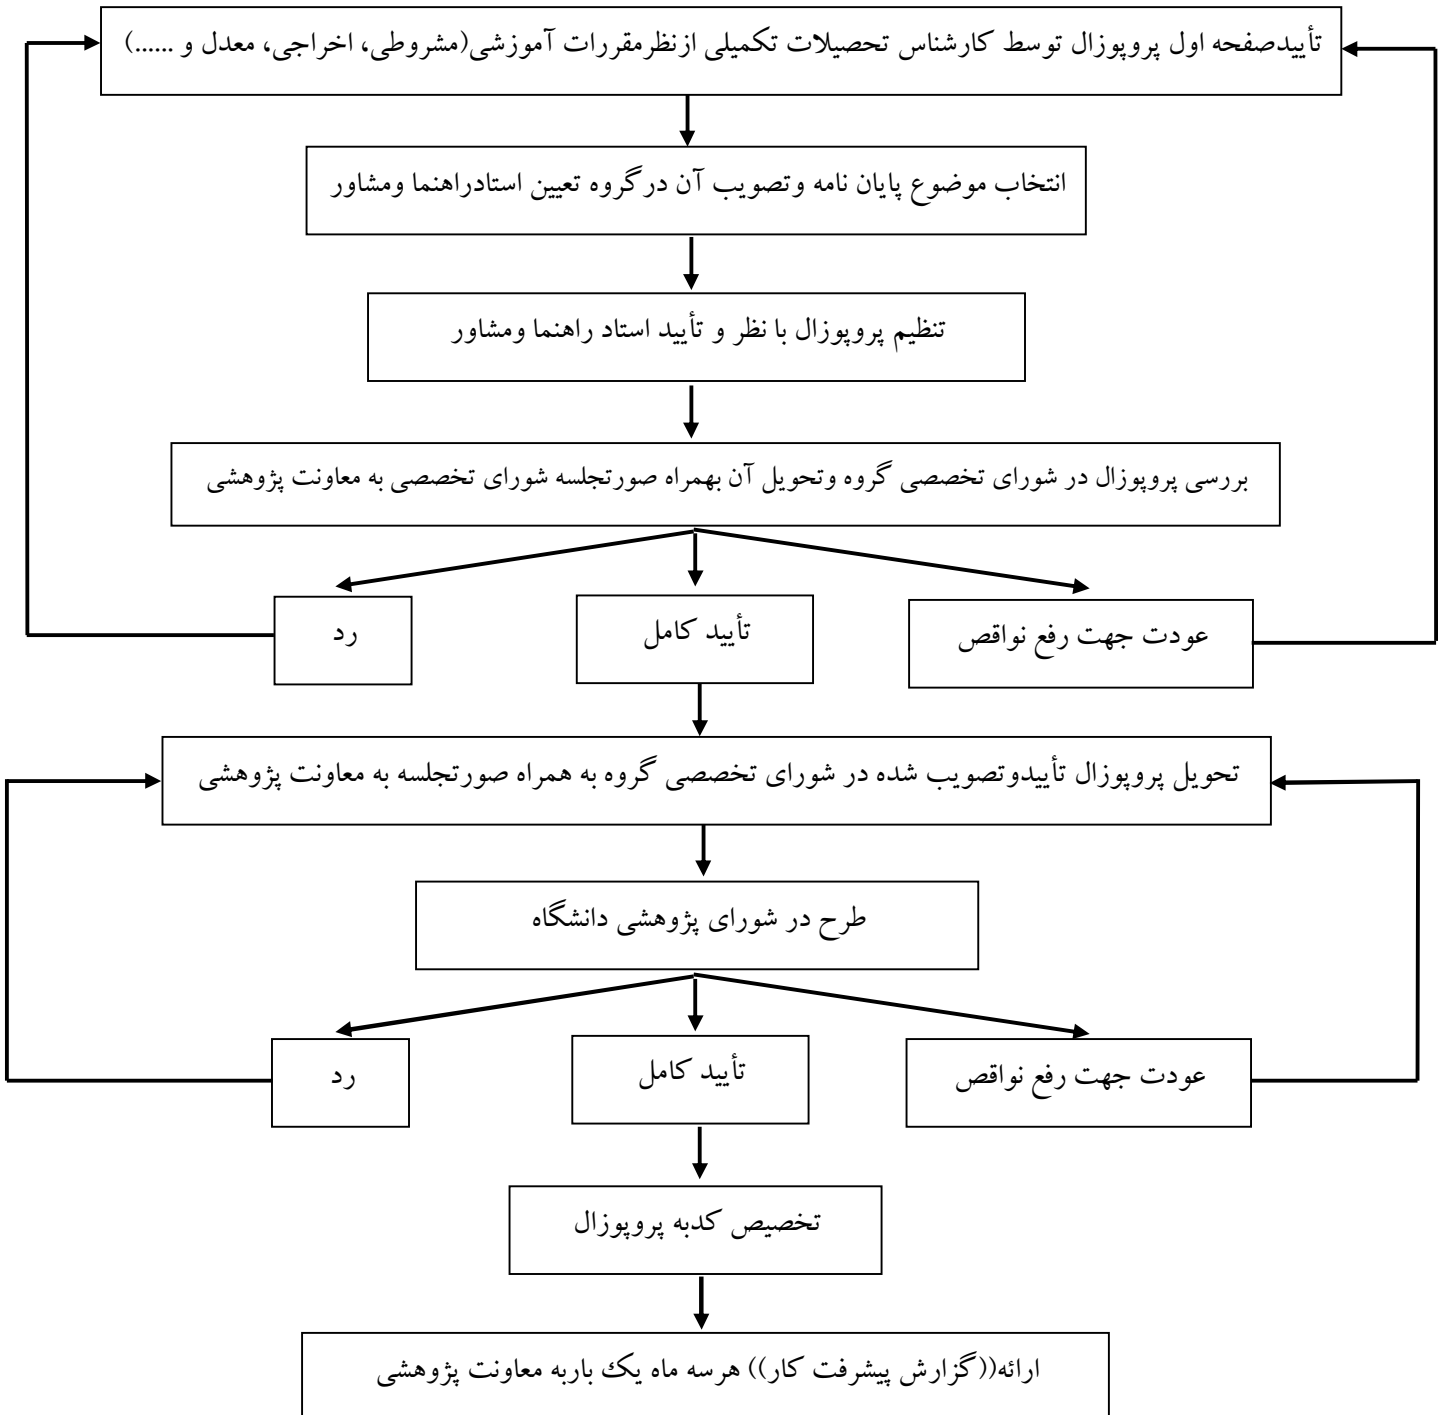 تأییدصفحه اول پروپوزال توسط کارشناس تحصیلات تکمیلی ازنظرمقررات آموزشی(مشروطی، اخراجی، معدل و ......)
انتخاب موضوع پایان نامه وتصویب آن درگروه تعیین استادراهنما ومشاور
تنظیم پروپوزال با نظر و تأیید استاد راهنما ومشاور
بررسی پروپوزال در شورای تخصصی گروه وتحویل آن بهمراه صورتجلسه شورای تخصصی به معاونت پژوهشی
عودت جهت رفع نواقص
تأیید کامل
رد
تحویل پروپوزال تأییدوتصویب شده در شورای تخصصی گروه به همراه صورتجلسه به معاونت پژوهشی
طرح در شورای پژوهشی دانشگاه
عودت جهت رفع نواقص
تأیید کامل
رد
تخصیص کدبه پروپوزال
ارائه((گزارش پیشرفت کار)) هرسه ماه یک باربه معاونت پژوهشی